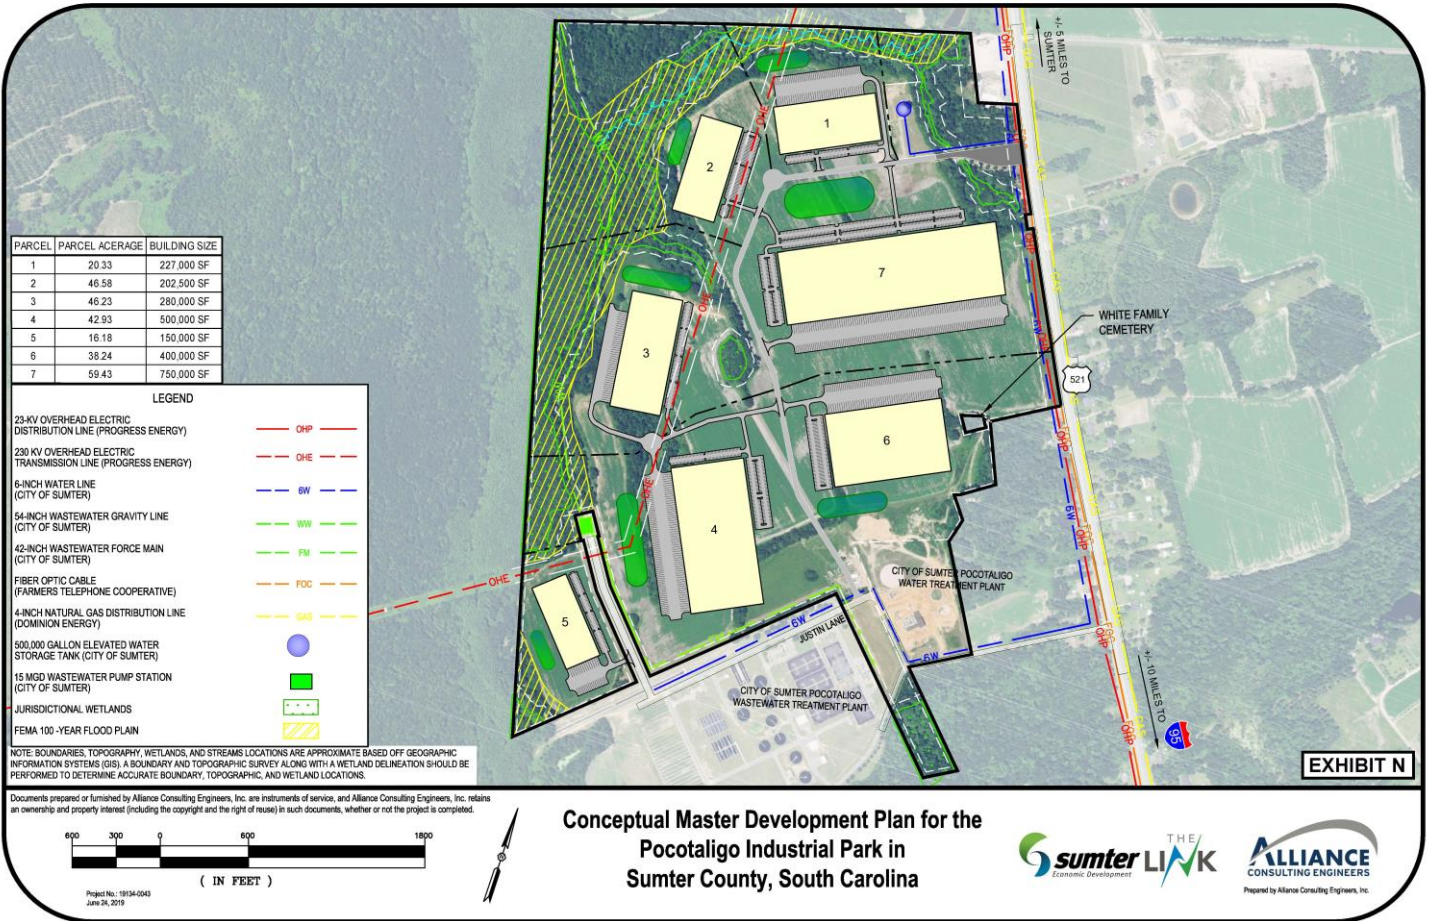 +/- 5 MILES TO
SUMTER
OHP
FOC
GAS
6W
OHE
WW
1
2
7
3
6
4
5
WHITE FAMILY
CEMETERY
521
CITY OF SUMTER POCOTALIGO
WATER TREATMENT PLANT
JUSTIN LANE
CITY OF SUMTER POCOTALIGO
WASTEWATER TREATMENT PLANT
+/- 10 MILES TO
95
PARCEL PARCEL ACERAGE BUILDING SIZE
1 20.33 227,000 SF
2 46.58 202,500 SF
3 46.23 280,000 SF
4 42.93 500,000 SF
5 16.18 150,000 SF
6 38.24 400,000 SF
7 59.43 750,000 SF
LEGEND
23-KV OVERHEAD ELECTRIC
DISTRIBUTION LINE (PROGRESS ENERGY) OHP
230 KV OVERHEAD ELECTRIC
TRANSMISSION LINE (PROGRESS ENERGY) OHE
6-INCH WATER LINE
(CITY OF SUMTER) 6W
54-INCH WASTEWATER GRAVITY LINE
(CITY OF SUMTER) WW
42-INCH WASTEWATER FORCE MAIN
(CITY OF SUMTER) FM
FIBER OPTIC CABLE
(FARMERS TELEPHONE COOPERATIVE) FOC
4-INCH NATURAL GAS DISTRIBUTION LINE
(DOMINION ENERGY) GAS
500,000 GALLON ELEVATED WATER
STORAGE TANK (CITY OF SUMTER)
15 MGD WASTEWATER PUMP STATION
(CITY OF SUMTER)
JURISDICTIONAL WETLANDS
FEMA 100 -YEAR FLOOD PLAIN
NOTE: BOUNDARIES, TOPOGRAPHY, WETLANDS, AND STREAMS LOCATIONS ARE APPROXIMATE BASED OFF GEOGRAPHIC
INFORMATION SYSTEMS (GIS). A BOUNDARY AND TOPOGRAPHIC SURVEY ALONG WITH A WETLAND DELINEATION SHOULD BE
PERFORMED TO DETERMINE ACCURATE BOUNDARY, TOPOGRAPHIC, AND WETLAND LOCATIONS.
EXHIBIT N
Documents prepared or furnished by Alliance Consulting Engineers, Inc. are instruments of service, and Alliance Consulting Engineers, Inc. retains
an ownership and property interest (including the copyright and the right of reuse) in such documents, whether or not the project is completed.
600 300 0 600 1800
( IN FEET )
Project No.: 19134-0043
June 24, 2019
Conceptual Master Development Plan for the
Pocotaligo Industrial Park in
Sumter County, South Carolina
sumter
Economic Development
THE
LINK
ALLIANCE
CONSULTING ENGINEERS
Prepared by Alliance Consulting Engineers, Inc.